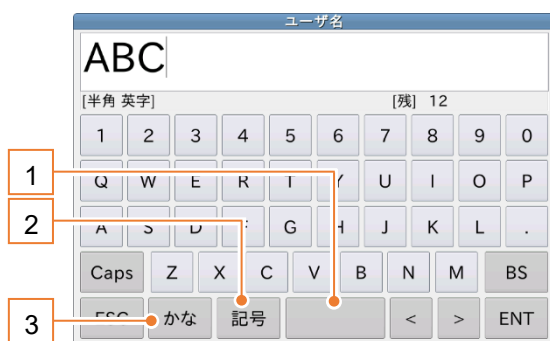 ユーザ名
ABC
[半角 英字] [残] 12
1 2 3 4 5 6 7 8 9 0
1
Q W E R T Y U I O P
2
A S D F G H J K L .
Caps Z X C V B N M BS
3
ESC かな 記号 < > ENT